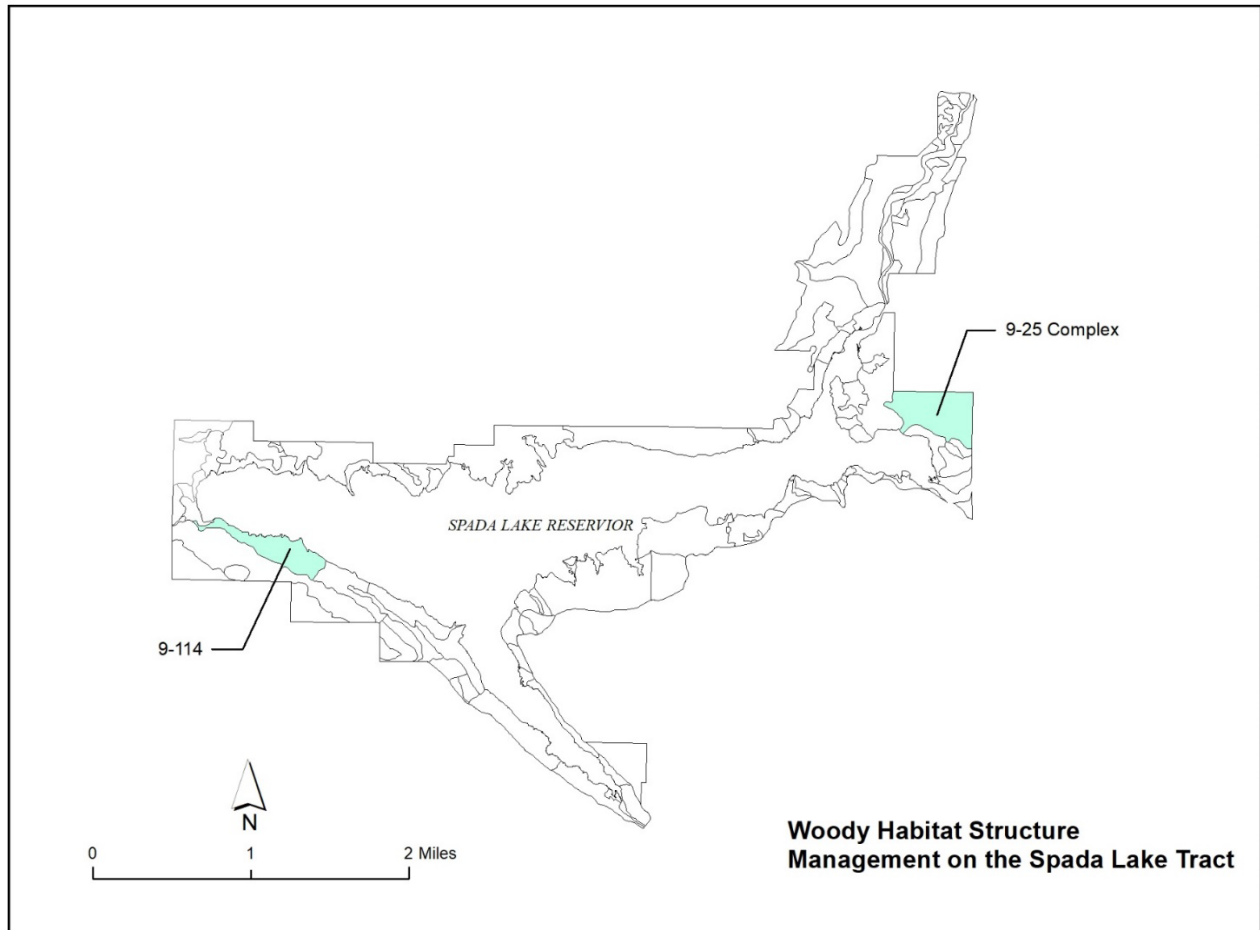 9-25 Complex
SPADA LAKE RESERVIOR
9-114
N
0 1 2 Miles
Woody Habitat Structure
Management on the Spada Lake Tract